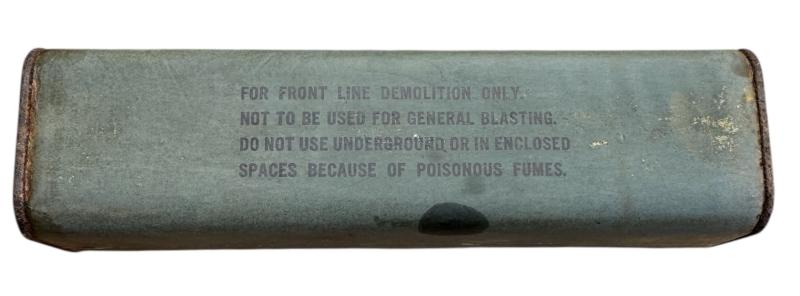 FOR FRONT LINE DEMOLITION ONLY.
NOT TO BE USED FOR GENERAL BLASTING.
DO NOT USE UNDERGROUND OR IN ENCLOSED
SPACES BECAUSE OF POISONOUS FUMES.